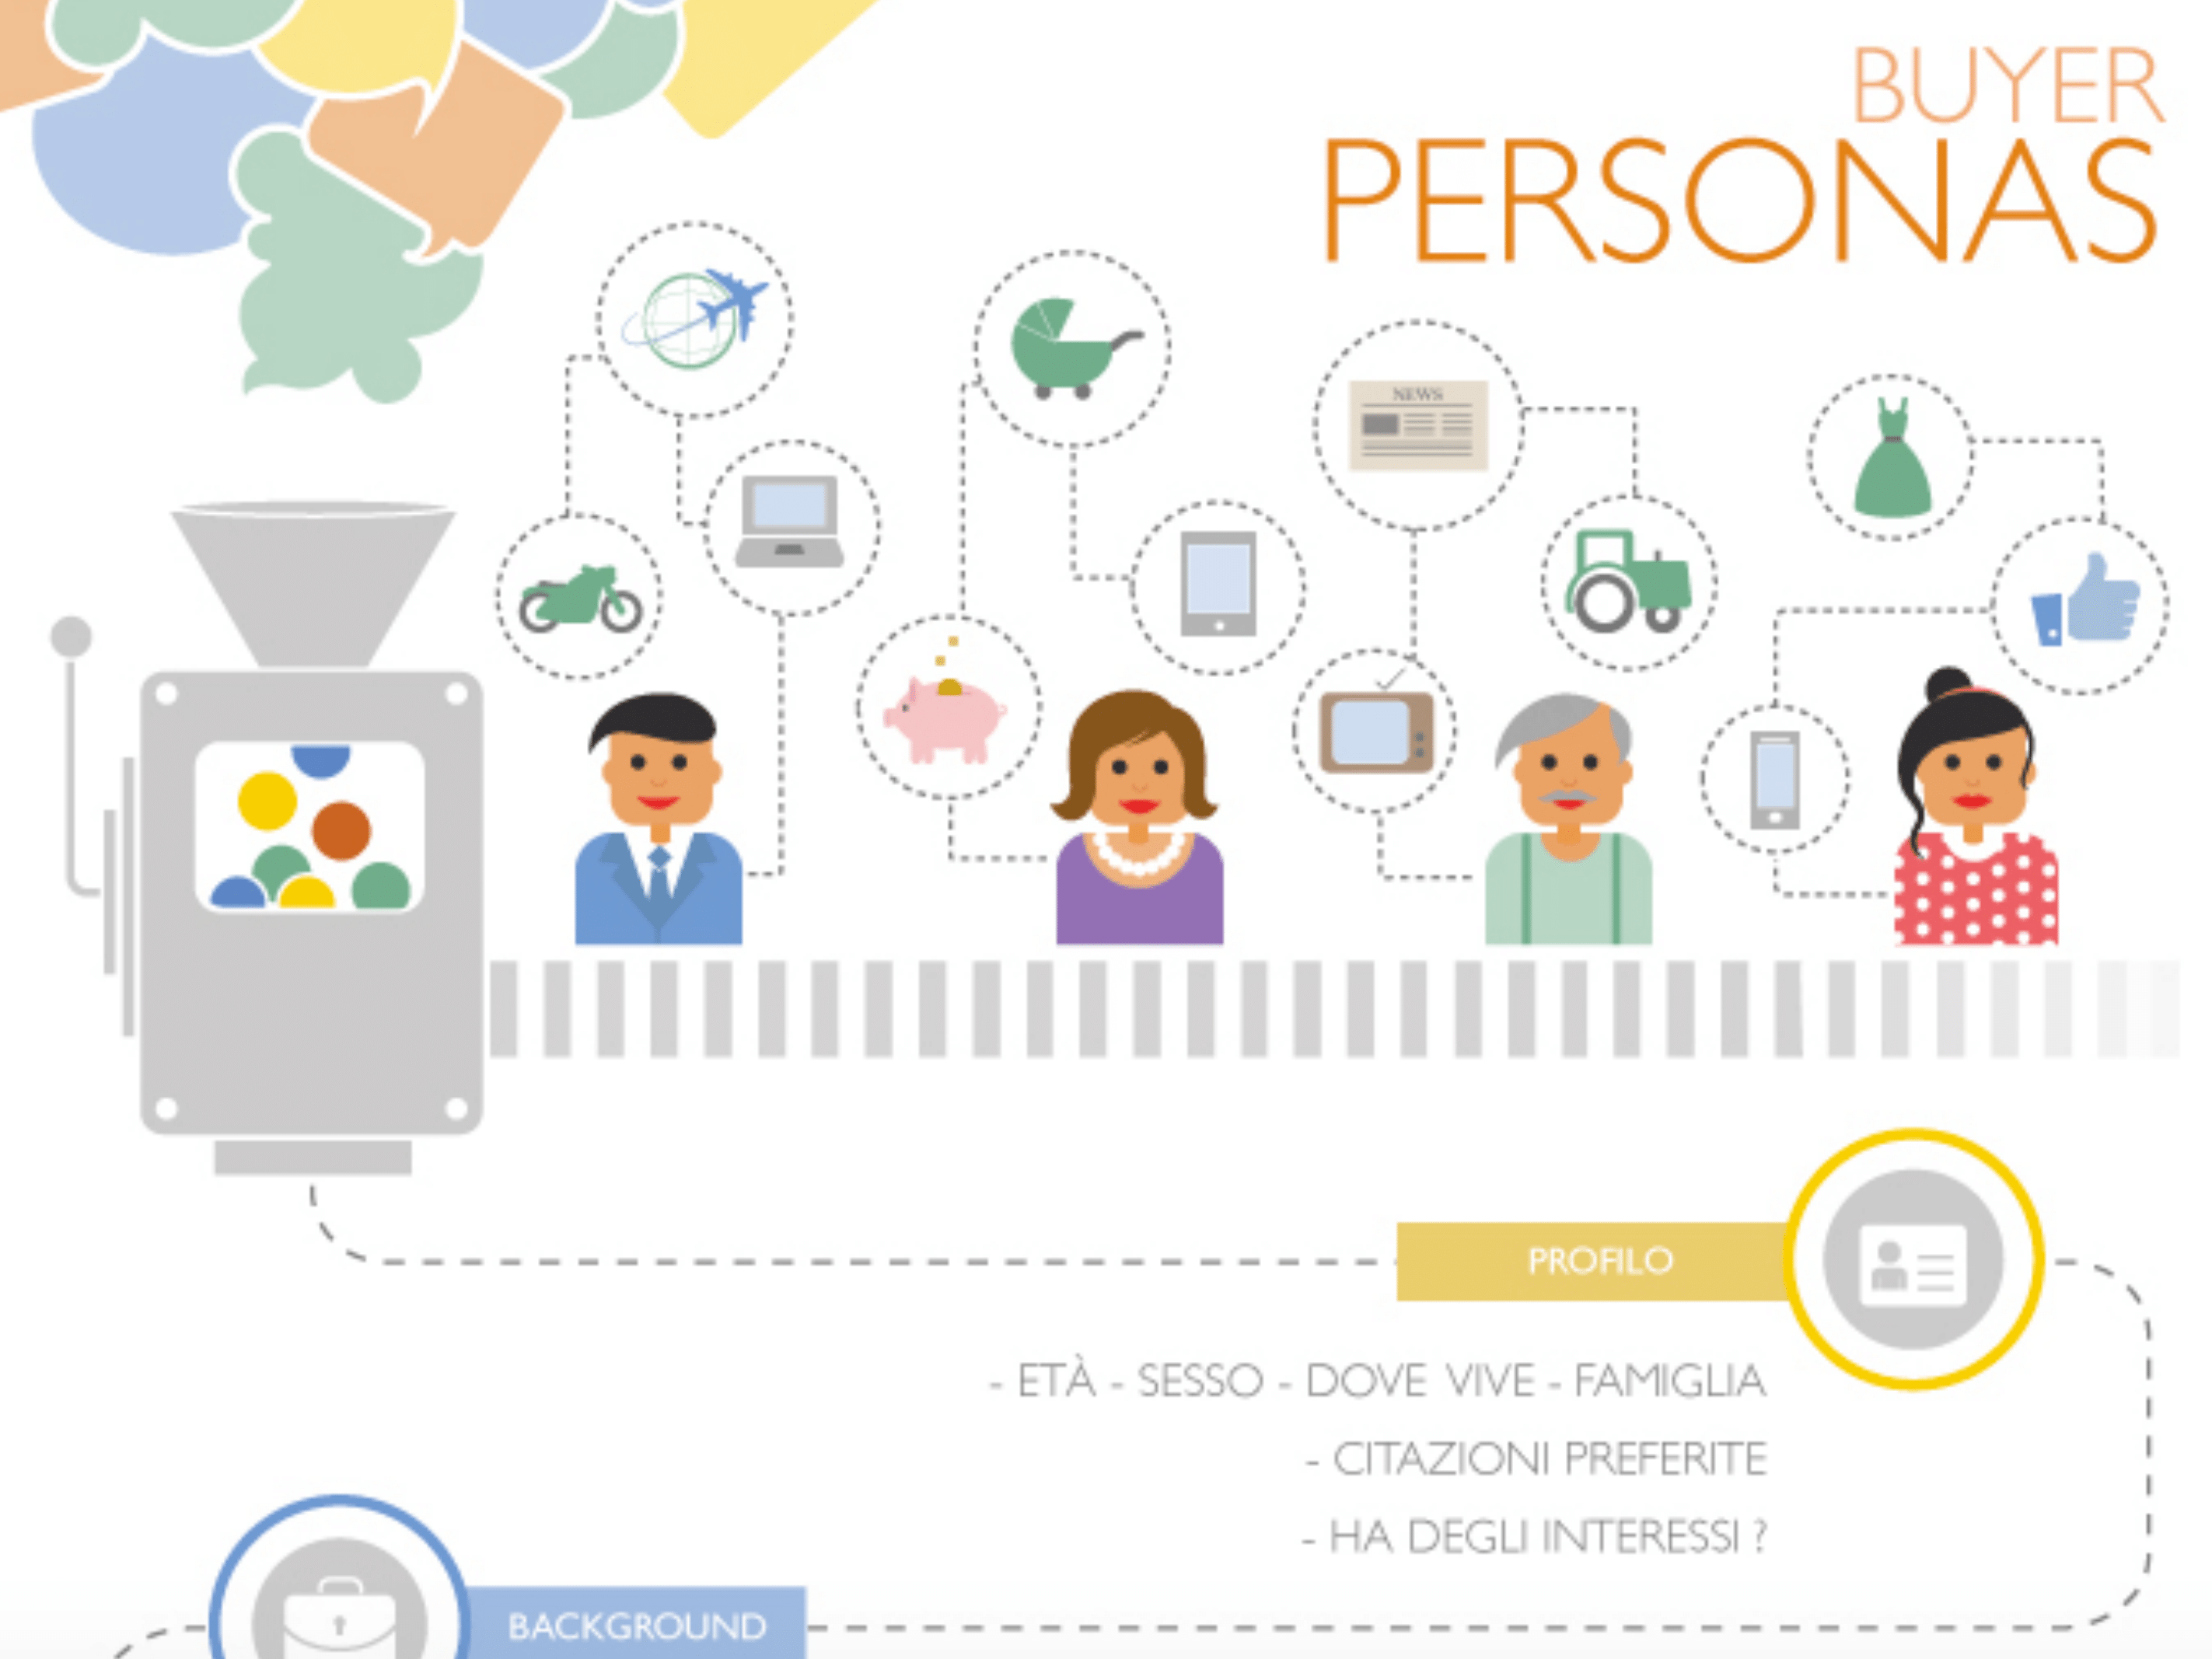 BUYER
PERSONAS
NEWS
PROFILO
- ETÀ - SESSO - DOVE VIVE - FAMIGLIA
- CITAZIONI PREFERITE
- HA DEGLI INTERESSI ?
BACKGROUND